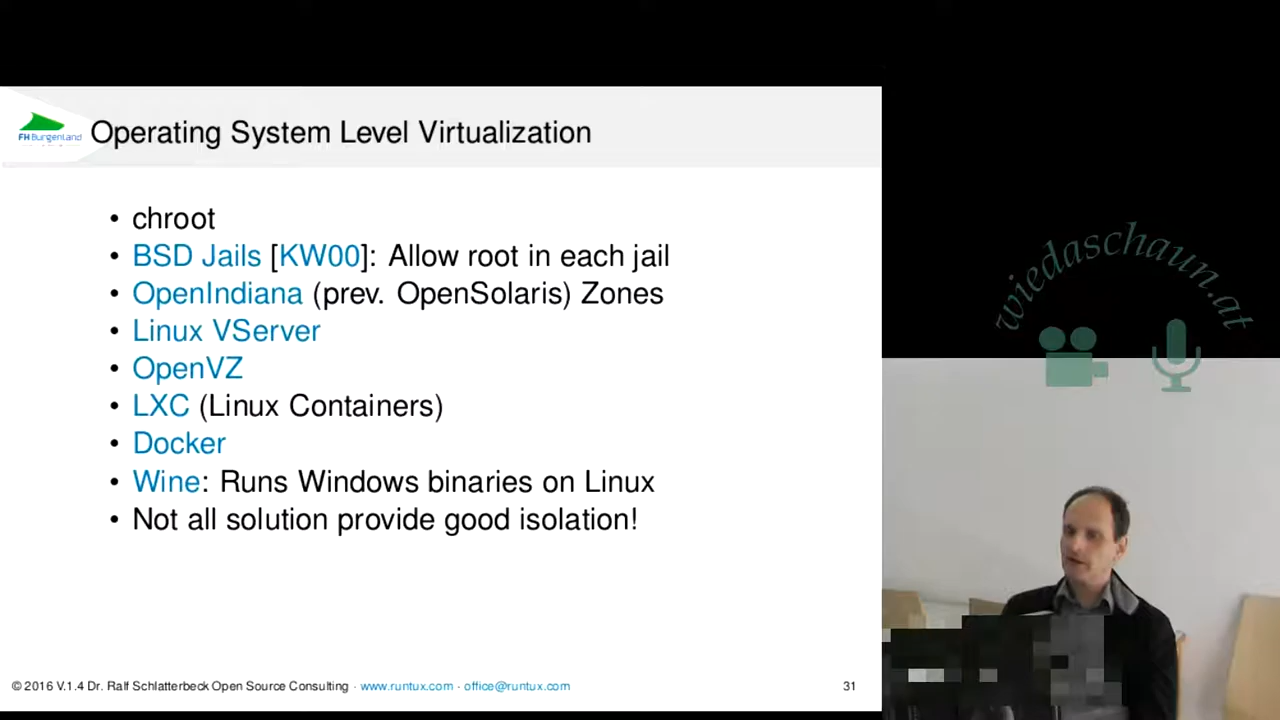 FH Burgenland
Operating System Level Virtualization
• chroot
• BSD Jails [KW00]: Allow root in each jail
• OpenIndiana (prev. OpenSolaris) Zones
• Linux VServer
• OpenVZ
• LXC (Linux Containers)
• Docker
• Wine: Runs Windows binaries on Linux
• Not all solution provide good isolation!
© 2016 V.1.4 Dr. Ralf Schlatterbeck Open Source Consulting · www.runtux.com · office@runtux.com
31
wiedaschaun.at